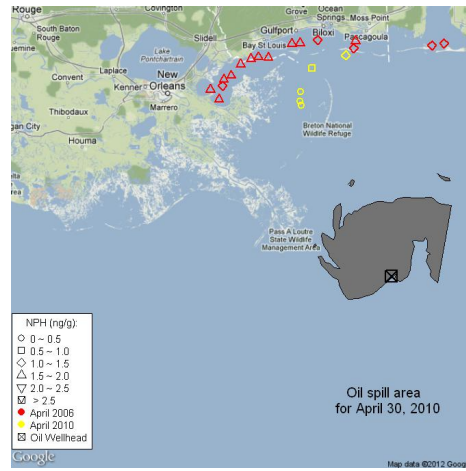 Rouge
Covington
Grove
Ocean
Springs
Moss Point
South Baton
Rouge
Slidell
Gulfport
Biloxi
Pascagoula
Lake
Pontchartrain
Bay St Louis
Convent
Laplace
New
Orleans
Kenner
Marrero
Thibodaux
Houma
Breton National
Wildlife Refuge
Pass A Loutre
State Wildlife
Management Area
NPH (ng/g):
0 ~ 0.5
0.5 ~ 1.0
1.0 ~ 1.5
1.5 ~ 2.0
2.0 ~ 2.5
> 2.5
April 2006
April 2010
Oil Wellhead
Oil spill area
for April 30, 2010
Google
Map data ©2012 Goog